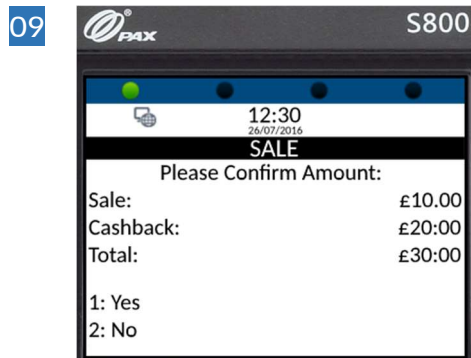 09
PAX® S800
12:30
26/07/2016
SALE
Please Confirm Amount:
Sale: £10.00
Cashback: £20:00
Total: £30:00
1: Yes
2: No